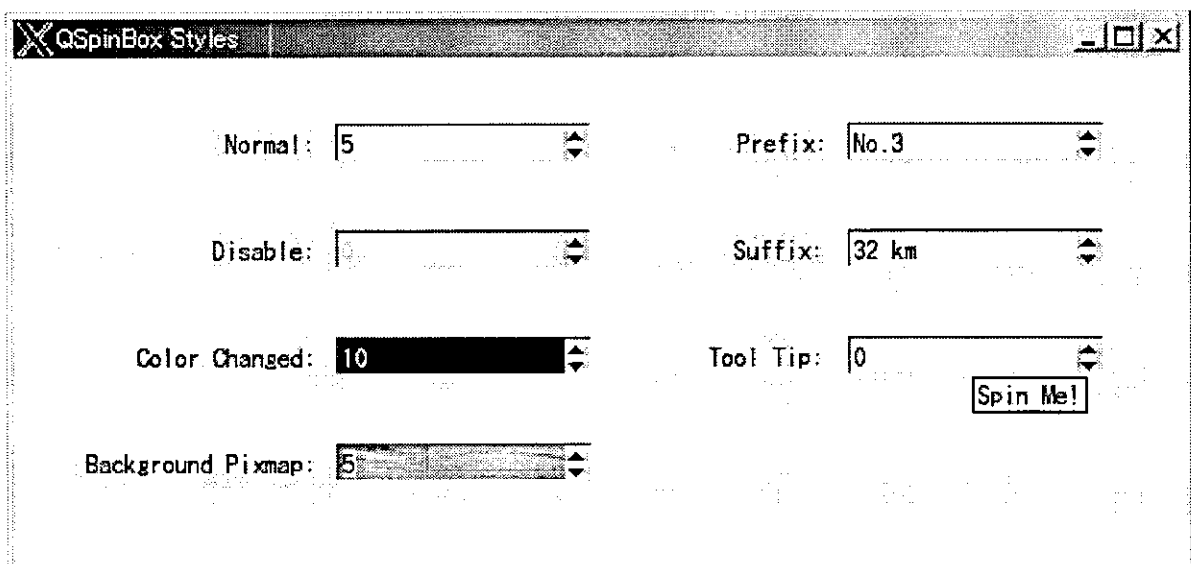 QSpinBox Styles
Normal: 5
Prefix: No.3
Disable:
Suffix: 32 km
Color Changed: 10
Tool Tip: 0
Spin Me!
Background Pixmap: 5